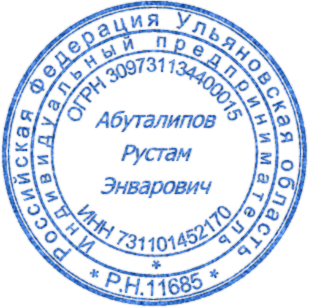 Российская Федерация Ульяновская область
* Р.Н.11685 *
Индивидуальный предприниматель
*
ОГРН 309731134400015
Абуталипов
Рустам
Энварович
ИНН 731101452170